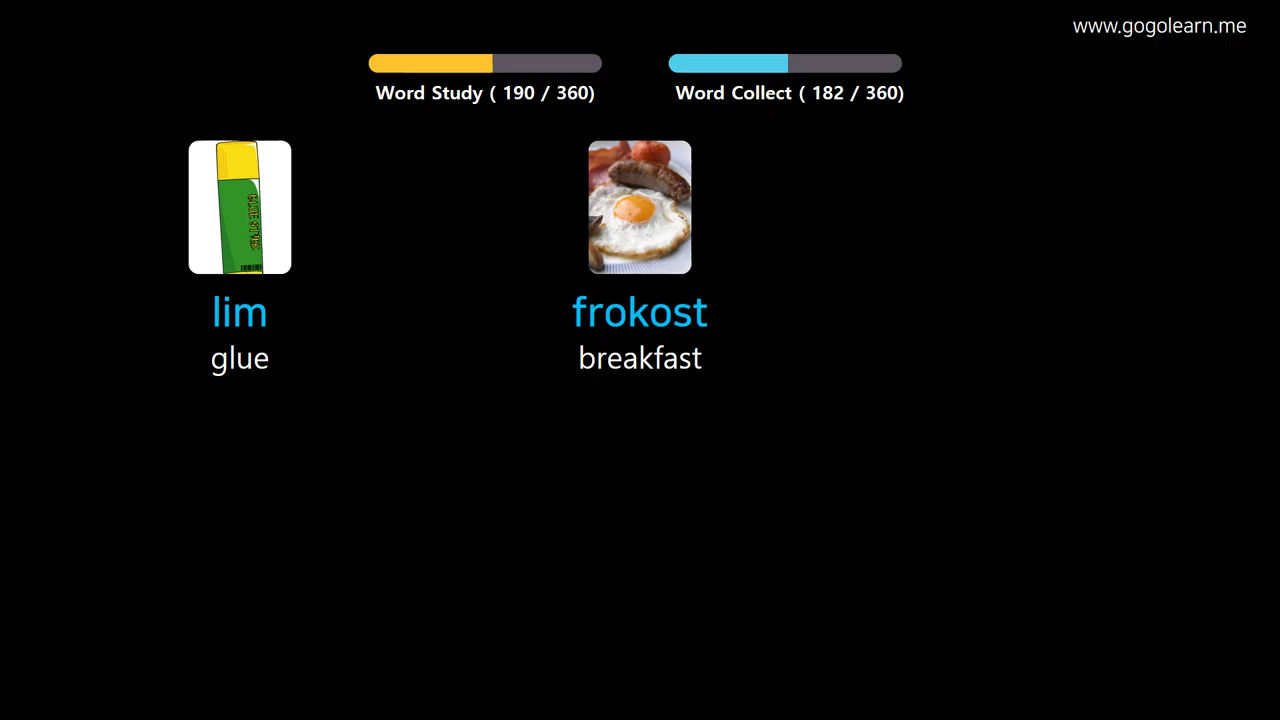 www.gogolearn.me
Word Study ( 190 / 360)
Word Collect ( 182 / 360)
lim
frokost
glue
breakfast